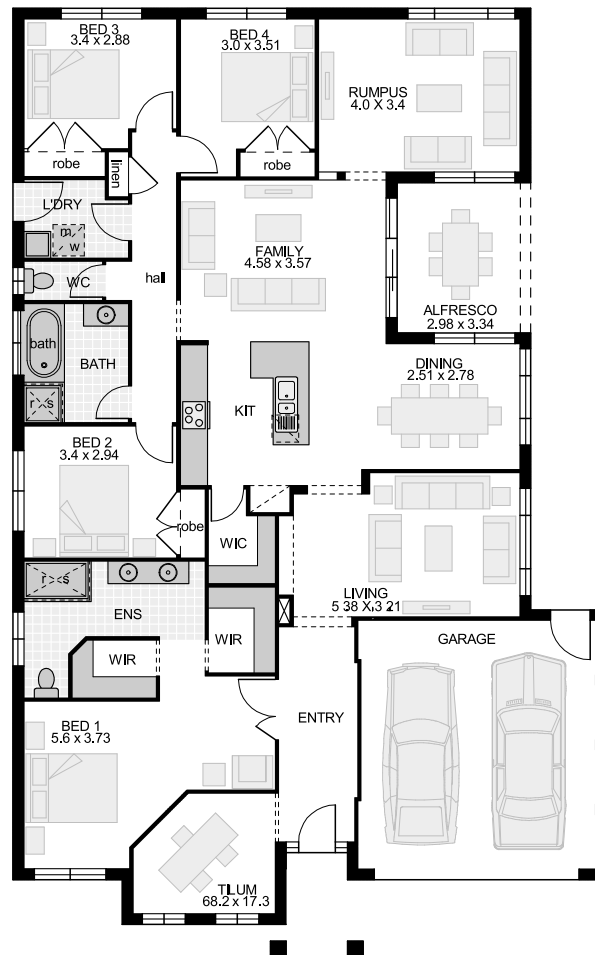 BED 3
3.4 x 2.88
BED 4
3.0 x 3.51
RUMPUS
4.0 X 3.4
robe
linen
robe
L'DRY
m
w
FAMILY
4.58 x 3.57
WC
hall
ALFRESCO
2.98 x 3.34
bath
BATH
DINING
2.51 x 2.78
r s
KIT
BED 2
3.4 x 2.94
robe
WIC
r s
LIVING
5 38 X 3 21
ENS
WIR
WIR
GARAGE
BED 1
5.6 x 3.73
ENTRY
TILUM
68.2 x 17.3